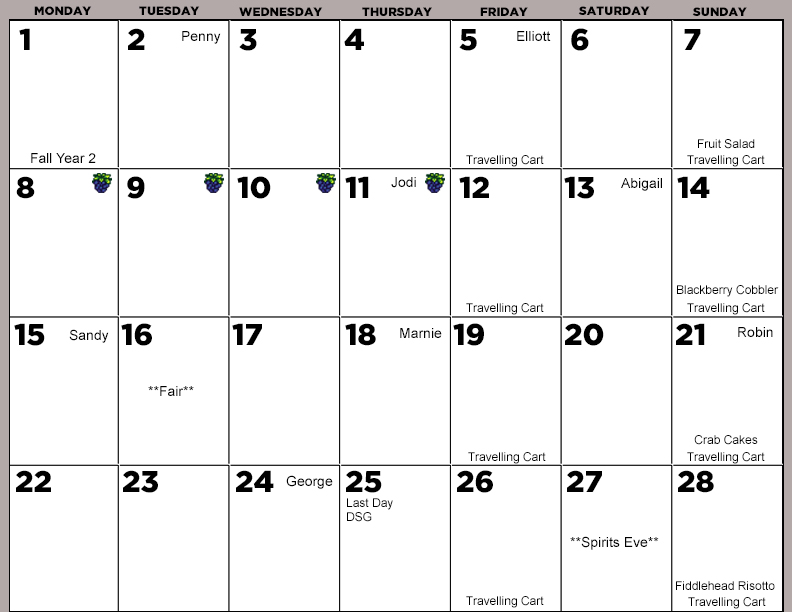 MONDAY TUESDAY WEDNESDAY THURSDAY FRIDAY SATURDAY SUNDAY
1 2 Penny 3 4 5 Elliott 6 7
Fruit Salad
Fall Year 2 Travelling Cart Travelling Cart
8 9 10 11 Jodi 12 13 Abigail 14
Blackberry Cobbler
Travelling Cart Travelling Cart
15 Sandy 16 17 18 Marnie 19 20 21 Robin
**Fair**
Crab Cakes
Travelling Cart Travelling Cart
22 23 24 George 25 26 27 28
Last Day
DSG
**Spirits Eve**
Fiddlehead Risotto
Travelling Cart Travelling Cart